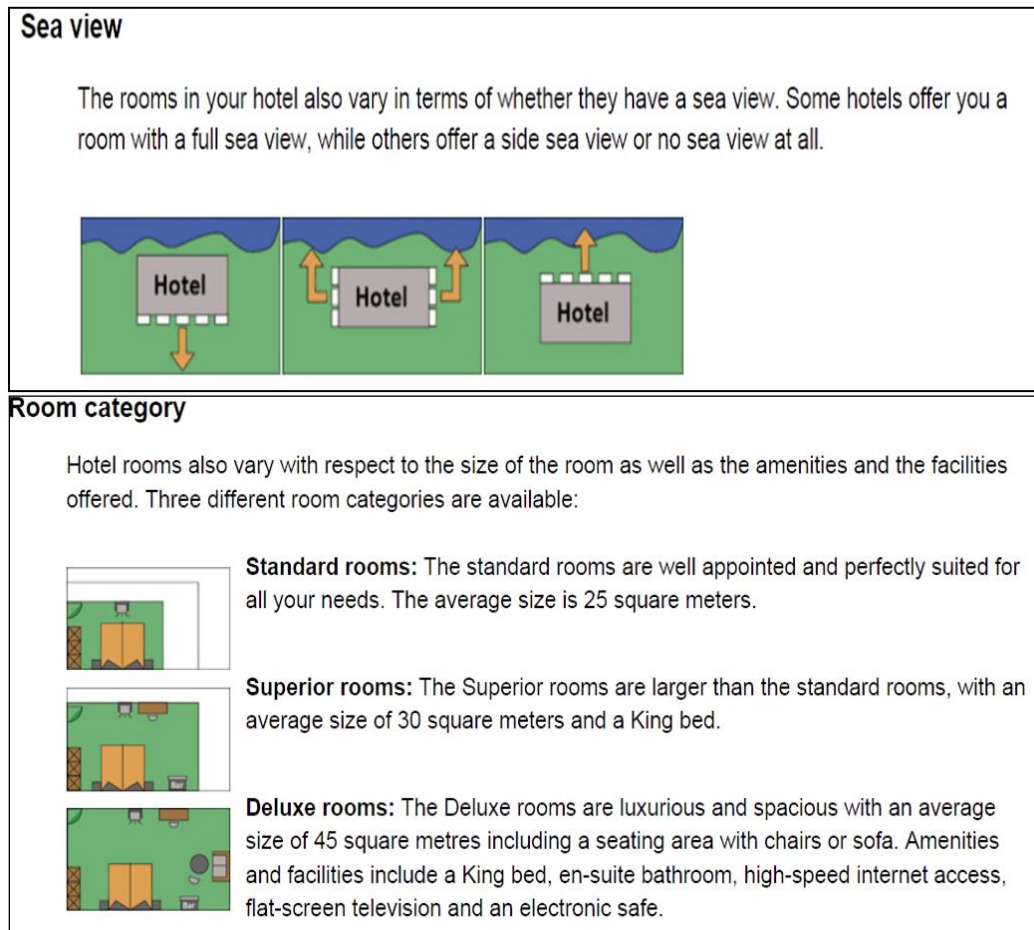 Sea view
The rooms in your hotel also vary in terms of whether they have a sea view. Some hotels offer you a
room with a full sea view, while others offer a side sea view or no sea view at all.
Hotel
Hotel
Hotel
Room category
Hotel rooms also vary with respect to the size of the room as well as the amenities and the facilities
offered. Three different room categories are available:
Standard rooms: The standard rooms are well appointed and perfectly suited for
all your needs. The average size is 25 square meters.
Superior rooms: The Superior rooms are larger than the standard rooms, with an
average size of 30 square meters and a King bed.
Bar
Deluxe rooms: The Deluxe rooms are luxurious and spacious with an average
size of 45 square metres including a seating area with chairs or sofa. Amenities
and facilities include a King bed, en-suite bathroom, high-speed internet access,
flat-screen television and an electronic safe.
Bar